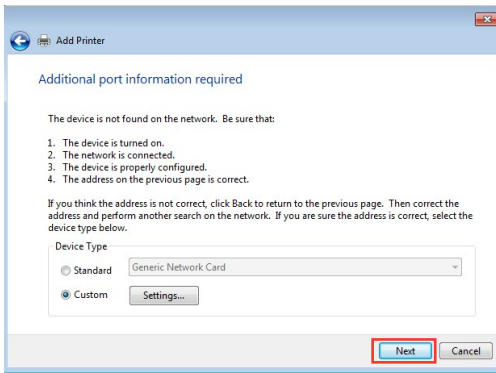 Add Printer
Additional port information required
The device is not found on the network.  Be sure that:
1.  The device is turned on.
2.  The network is connected.
3.  The device is properly configured.
4.  The address on the previous page is correct.
If you think the address is not correct, click Back to return to the previous page.  Then correct the
address and perform another search on the network.  If you are sure the address is correct, select the
device type below.
Device Type
Standard
Generic Network Card
Custom
Settings...
Next
Cancel